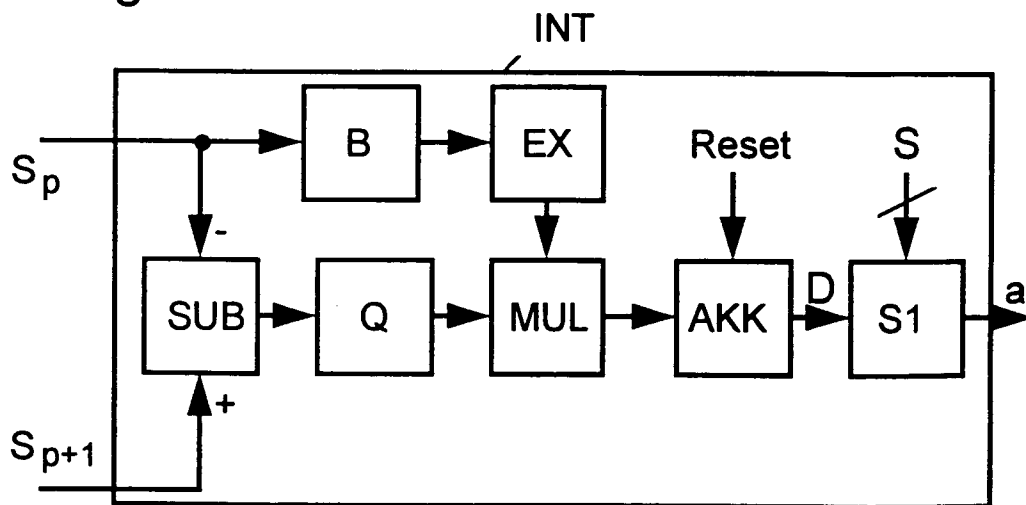 INT
B
EX
Reset
S
Sp
-
SUB
Q
MUL
AKK
D
S1
a
+
Sp+1